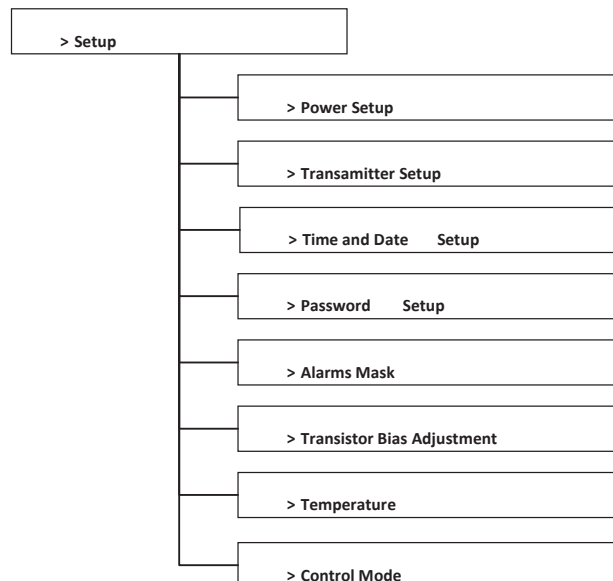 > Setup
> Power Setup
> Transamitter Setup
> Time and Date Setup
> Password Setup
> Alarms Mask
> Transistor Bias Adjustment
> Temperature
> Control Mode